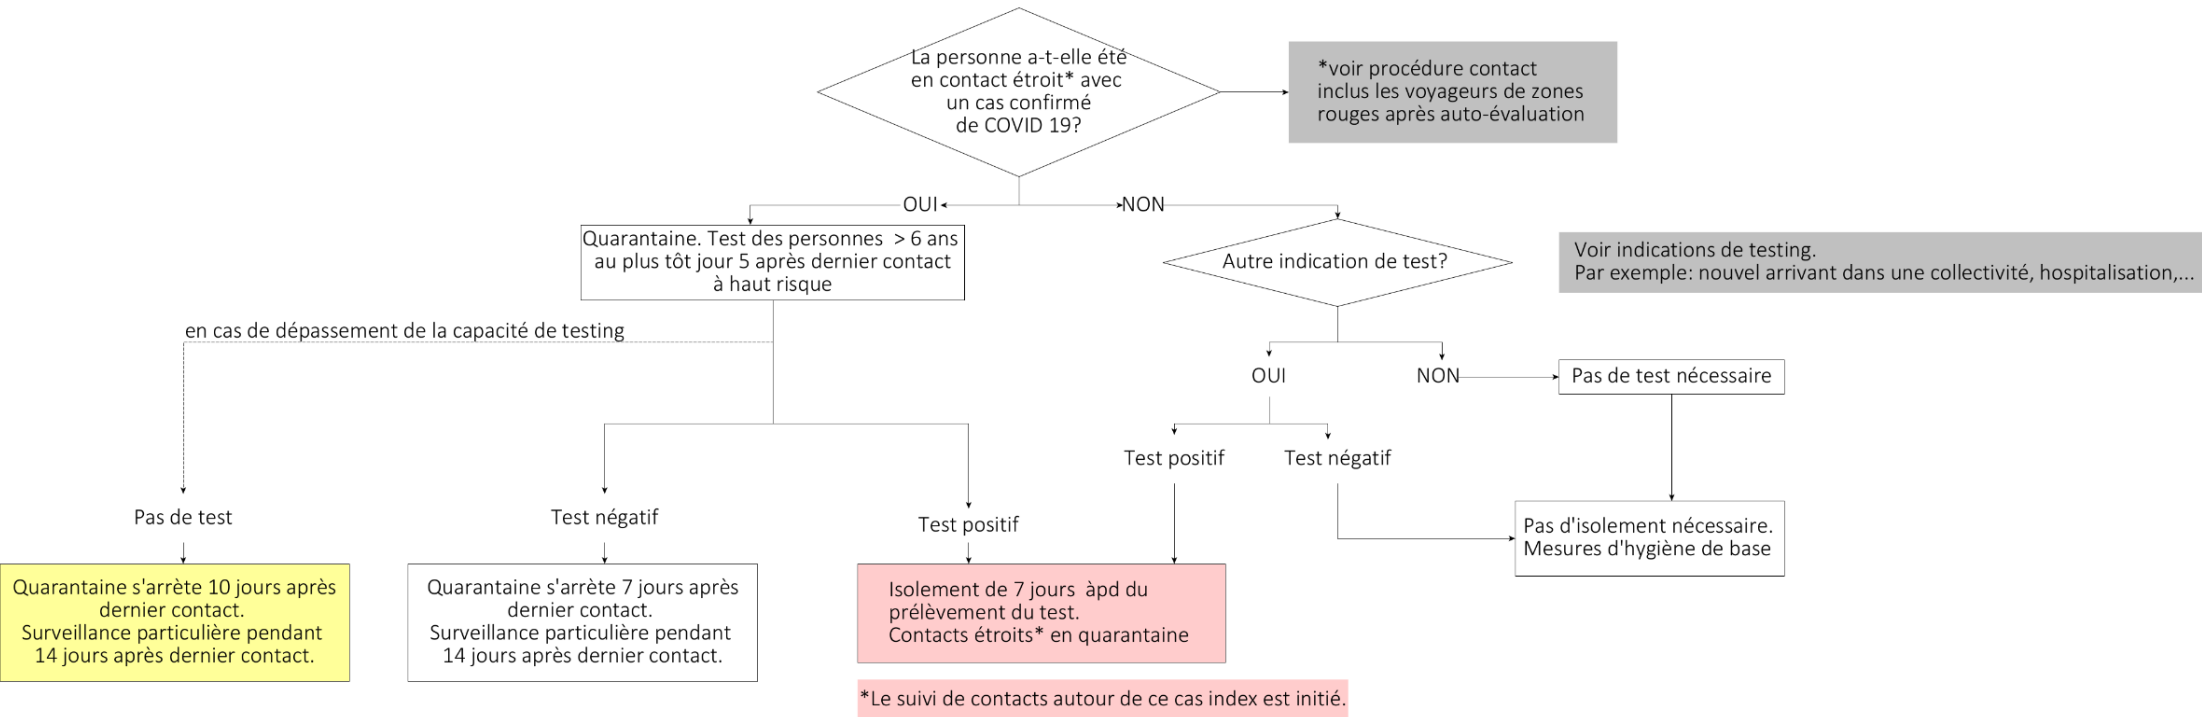 La personne a-t-elle été
en contact étroit* avec
un cas confirmé
de COVID 19?
*voir procédure contact
inclus les voyageurs de zones
rouges après auto-évaluation
OUI
NON
Quarantaine. Test des personnes > 6 ans
au plus tôt jour 5 après dernier contact
à haut risque
Autre indication de test?
Voir indications de testing.
Par exemple: nouvel arrivant dans une collectivité, hospitalisation,...
en cas de dépassement de la capacité de testing
OUI
NON
Pas de test nécessaire
Test positif
Test négatif
Pas de test
Test négatif
Test positif
Pas d'isolement nécessaire.
Mesures d'hygiène de base
Quarantaine s'arrète 10 jours après
dernier contact.
Surveillance particulière pendant
14 jours après dernier contact.
Quarantaine s'arrète 7 jours après
dernier contact.
Surveillance particulière pendant
14 jours après dernier contact.
Isolement de 7 jours àpd du
prélèvement du test.
Contacts étroits* en quarantaine
*Le suivi de contacts autour de ce cas index est initié.